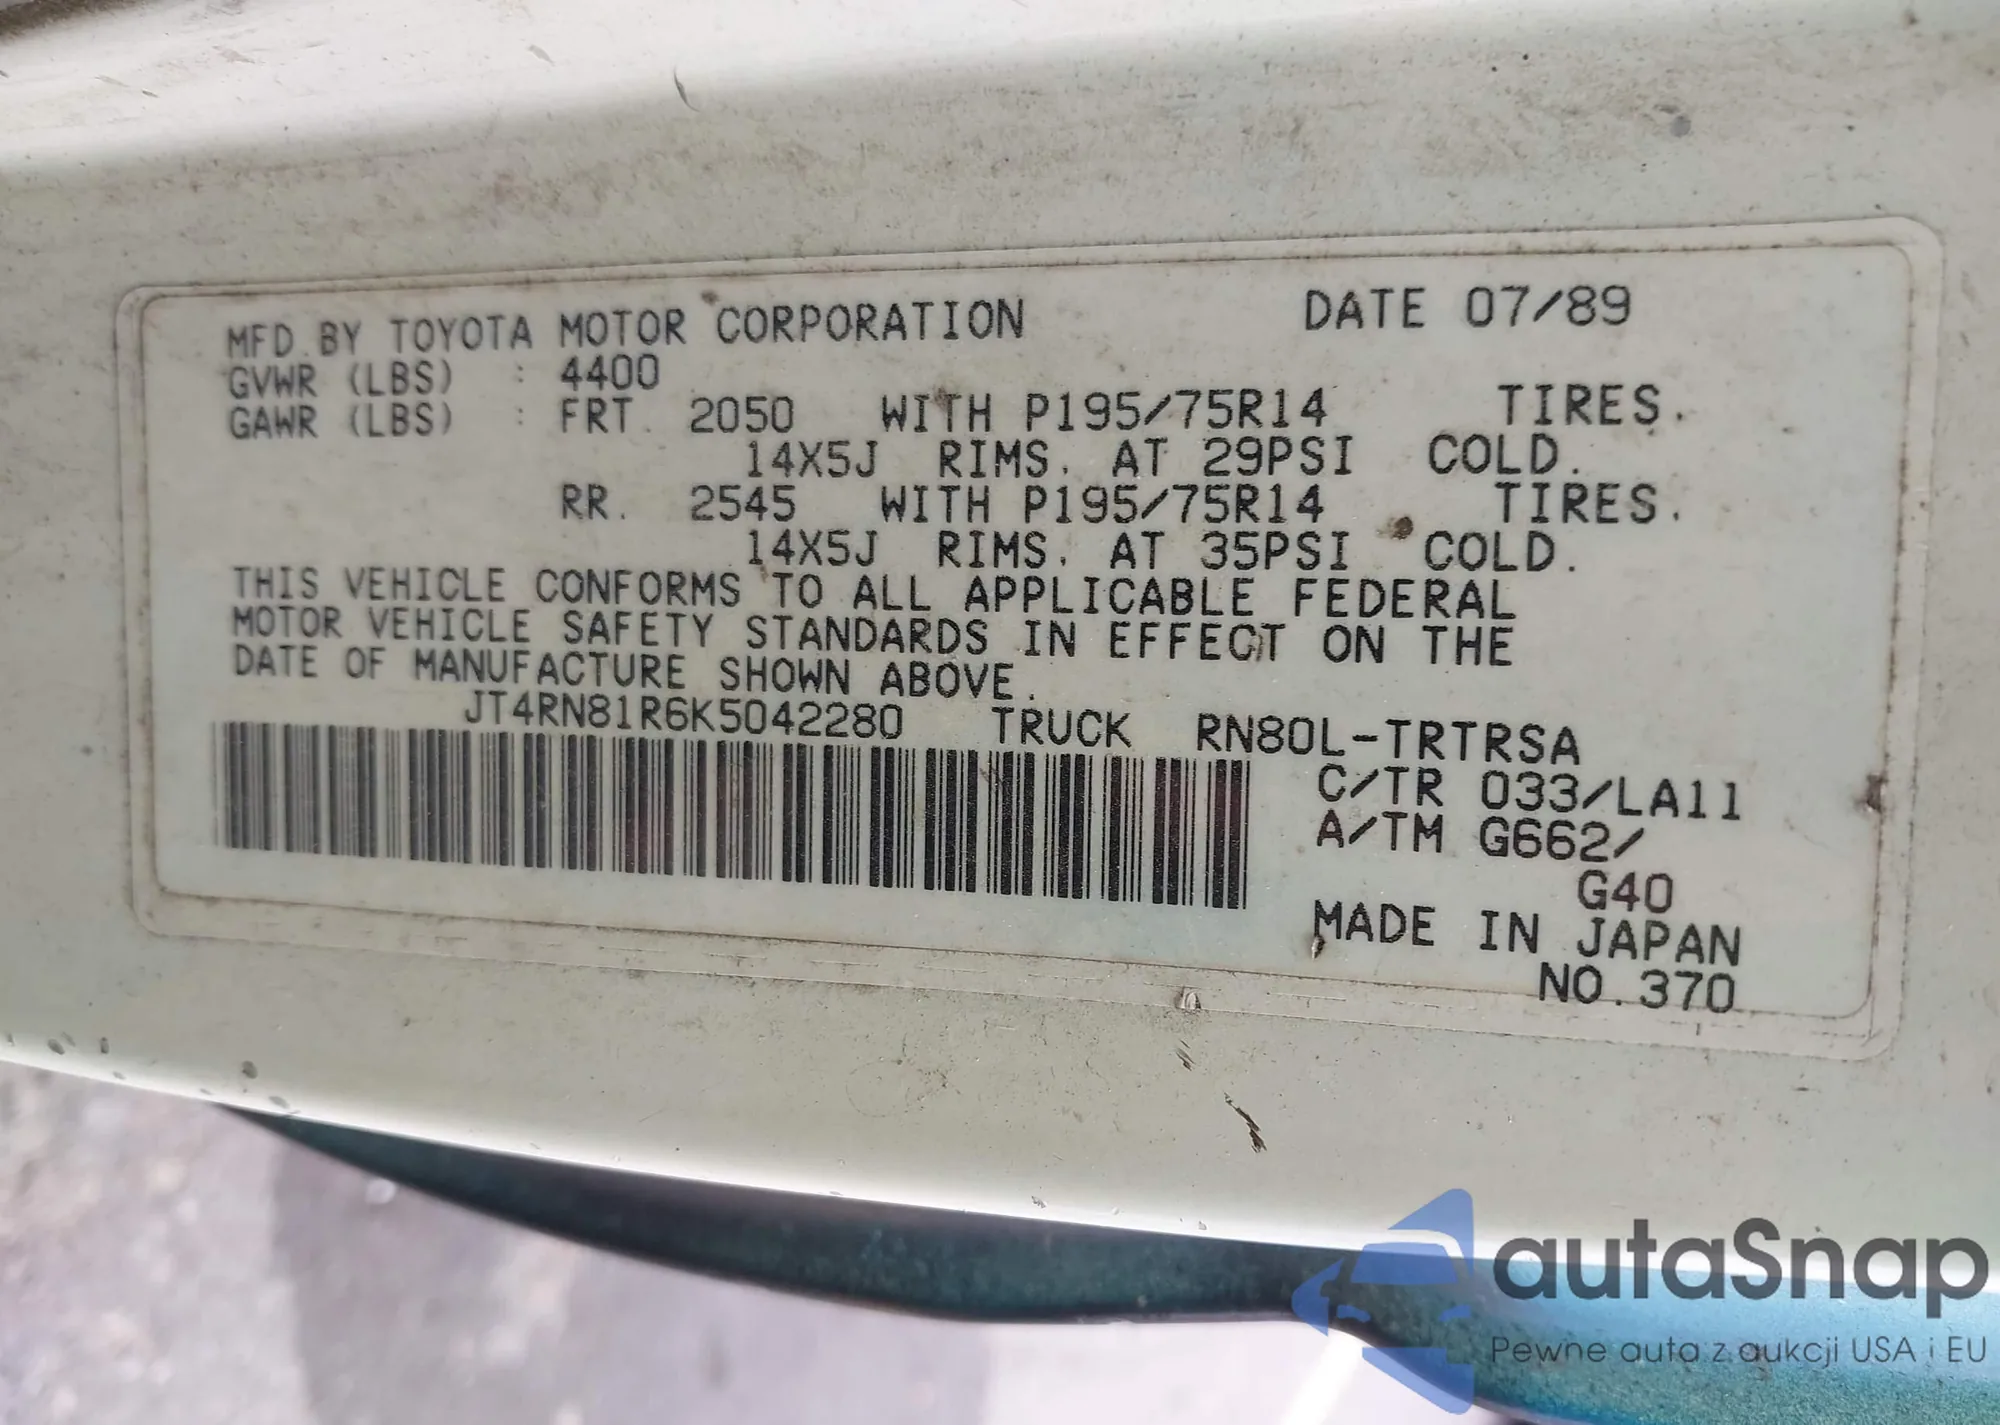 MFD. BY TOYOTA MOTOR CORPORATION DATE 07/89
GVWR (LBS) : 4400
GAWR (LBS) : FRT. 2050 WITH P195/75R14 TIRES.
14X5J RIMS. AT 29PSI COLD.
RR. 2545 WITH P195/75R14 TIRES.
14X5J RIMS. AT 35PSI COLD.
THIS VEHICLE CONFORMS TO ALL APPLICABLE FEDERAL
MOTOR VEHICLE SAFETY STANDARDS IN EFFECT ON THE
DATE OF MANUFACTURE SHOWN ABOVE.
JT4RN81R6K5042280 TRUCK RN80L-TRTRSA
C/TR 033/LA11
A/TM G662/
G40
MADE IN JAPAN
NO.370
autaSnap
Pewne auta z aukcji USA i EU